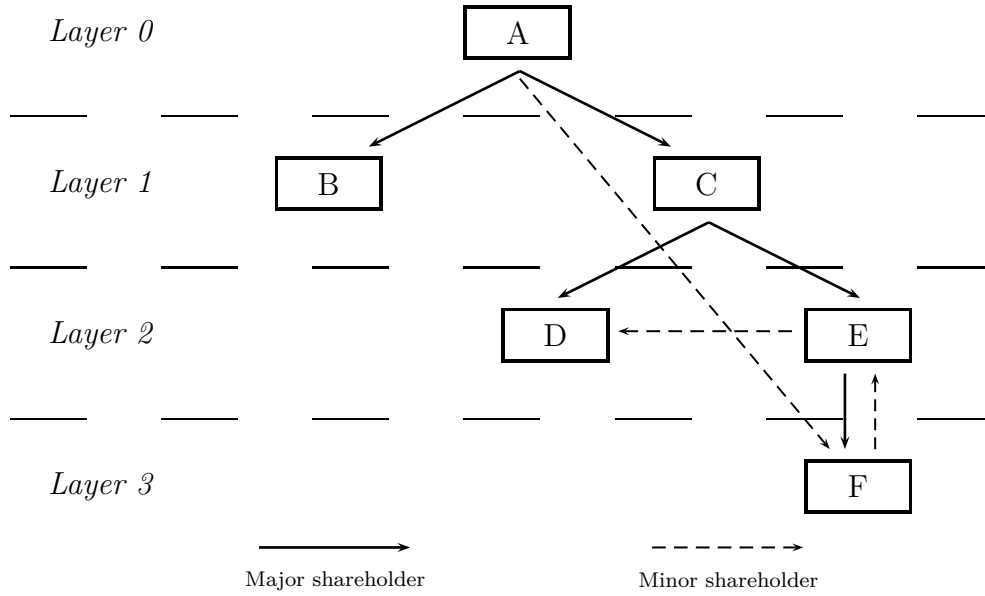 Layer 0
A
Layer 1
B
C
Layer 2
D
E
Layer 3
F
Major shareholder
Minor shareholder